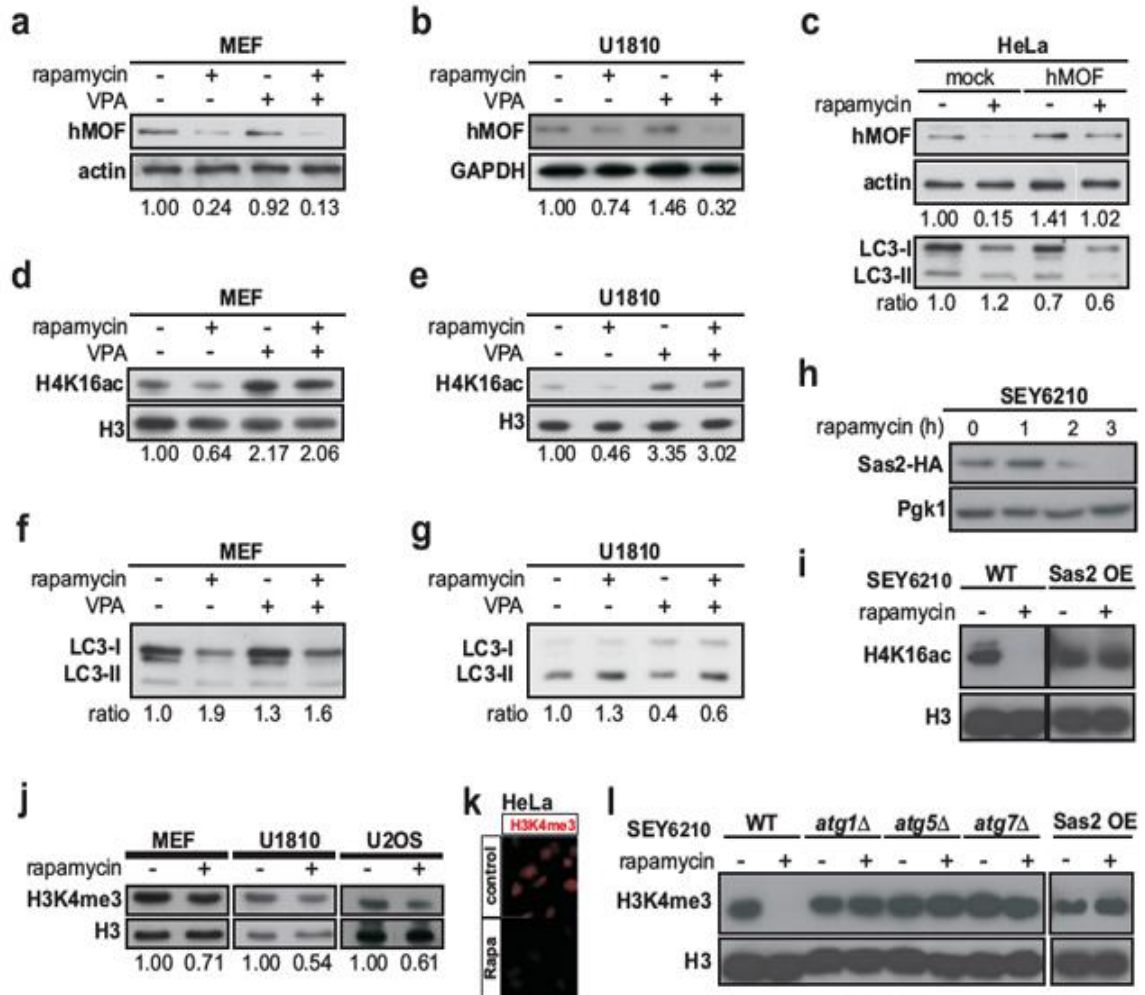 a
MEF
rapamycin - + - +
VPA - - + +
hMOF
actin
1.00 0.24 0.92 0.13
b
U1810
rapamycin - + - +
VPA - - + +
hMOF
GAPDH
1.00 0.74 1.46 0.32
c
HeLa
mock hMOF
rapamycin - + - +
hMOF
actin
1.00 0.15 1.41 1.02
LC3-I
LC3-II
ratio 1.0 1.2 0.7 0.6
d
MEF
rapamycin - + - +
VPA - - + +
H4K16ac
H3
1.00 0.64 2.17 2.06
e
U1810
rapamycin - + - +
VPA - - + +
H4K16ac
H3
1.00 0.46 3.35 3.02
f
MEF
rapamycin - + - +
VPA - - + +
LC3-I
LC3-II
ratio 1.0 1.9 1.3 1.6
g
U1810
rapamycin - + - +
VPA - - + +
LC3-I
LC3-II
ratio 1.0 1.3 0.4 0.6
h
SEY6210
rapamycin (h) 0 1 2 3
Sas2-HA
Pgk1
i
SEY6210 WT Sas2 OE
rapamycin - + - +
H4K16ac
H3
j
MEF U1810 U2OS
rapamycin - + - + - +
H3K4me3
H3
1.00 0.71 1.00 0.54 1.00 0.61
k
HeLa
H3K4me3
control
Rapa
l
SEY6210 WT atg1Δ atg5Δ atg7Δ Sas2 OE
rapamycin - + - + - + - + - +
H3K4me3
H3